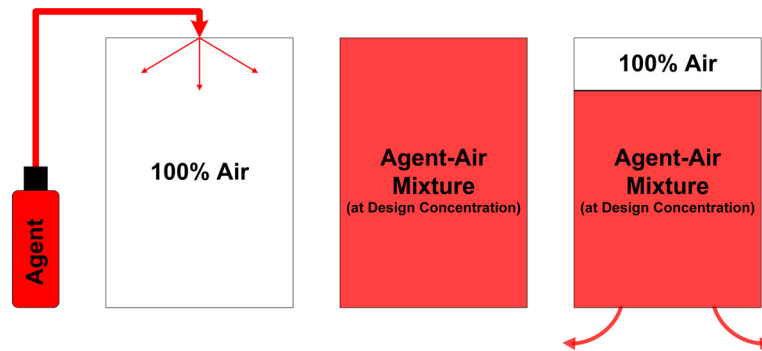 Agent
100% Air
Agent-Air
Mixture
(at Design Concentration)
100% Air
Agent-Air
Mixture
(at Design Concentration)